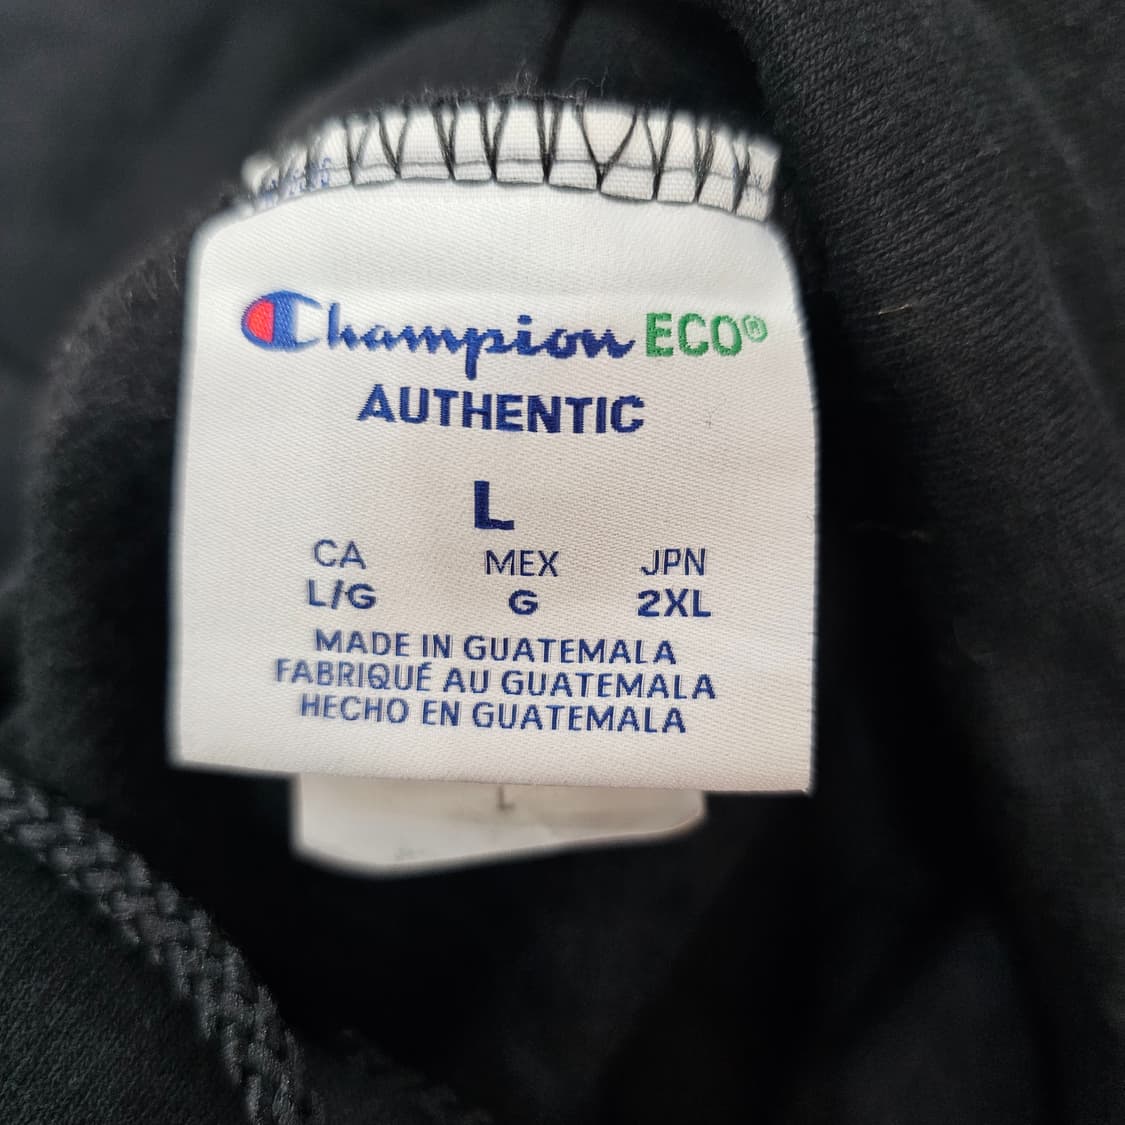 Champion ECO®
AUTHENTIC
L
CA MEX JPN
L/G G 2XL
MADE IN GUATEMALA
FABRIQUÉ AU GUATEMALA
HECHO EN GUATEMALA
L